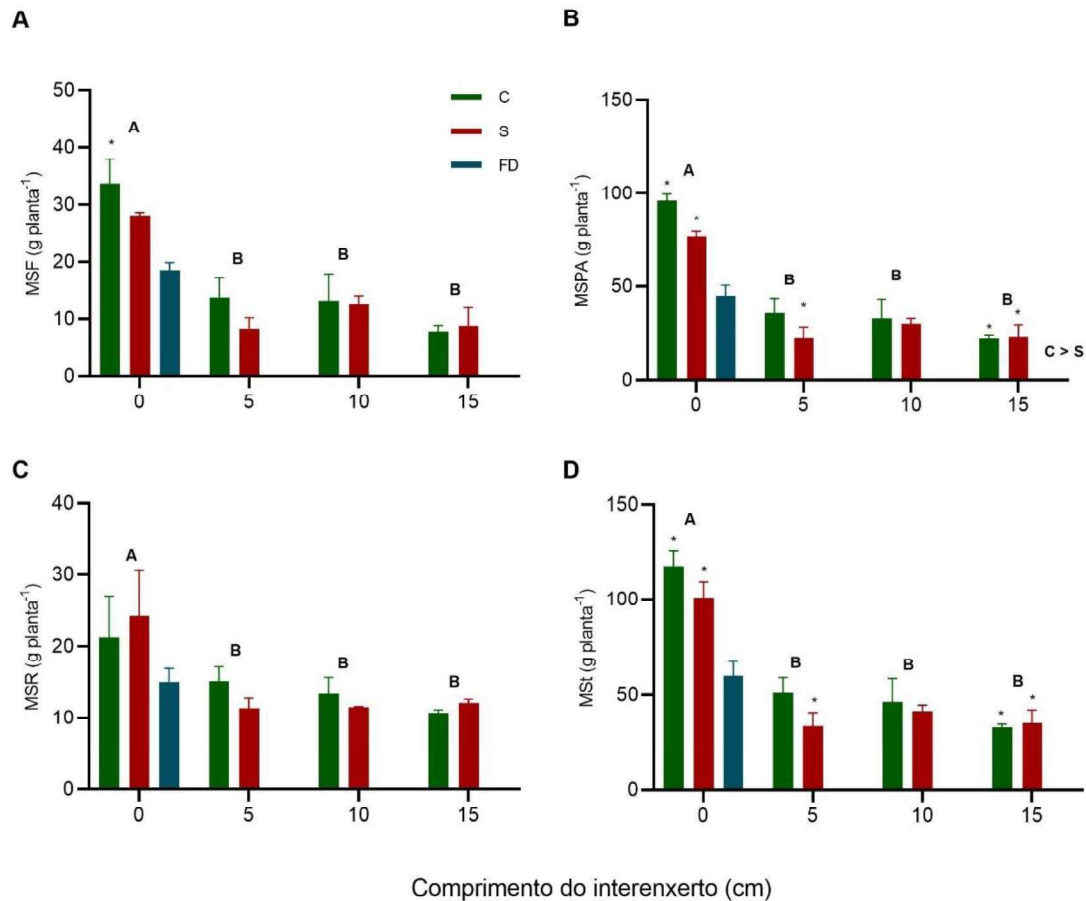 A
MSF (g planta⁻¹)
50
40
30
20
10
0
* A
B
B
B
C
S
FD
0 5 10 15
B
MSPA (g planta⁻¹)
150
100
50
0
A
* *
B
*
B
B
* *
C > S
0 5 10 15
C
MSR (g planta⁻¹)
40
30
20
10
0
A
B
B
B
0 5 10 15
D
MSt (g planta⁻¹)
150
100
50
0
A
* *
B
*
B
B
* *
0 5 10 15
Comprimento do interenxerto (cm)